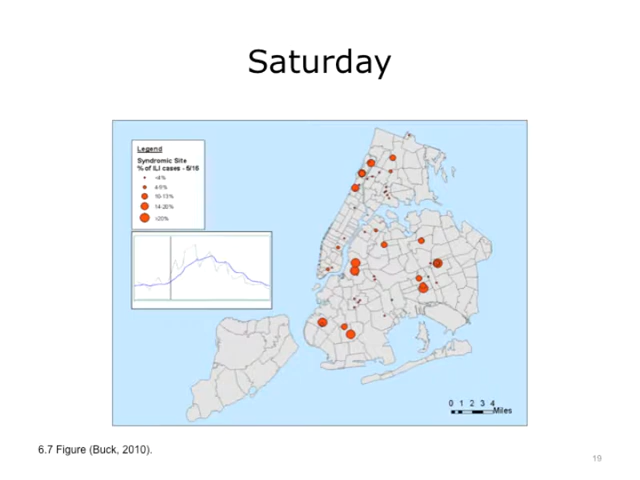 Saturday
Legend
Syndromic Site
% of ILI cases - 5/16
<4%
4-9%
10-13%
14-20%
>20%
0 1 2 3 4
Miles
6.7 Figure (Buck, 2010).
19